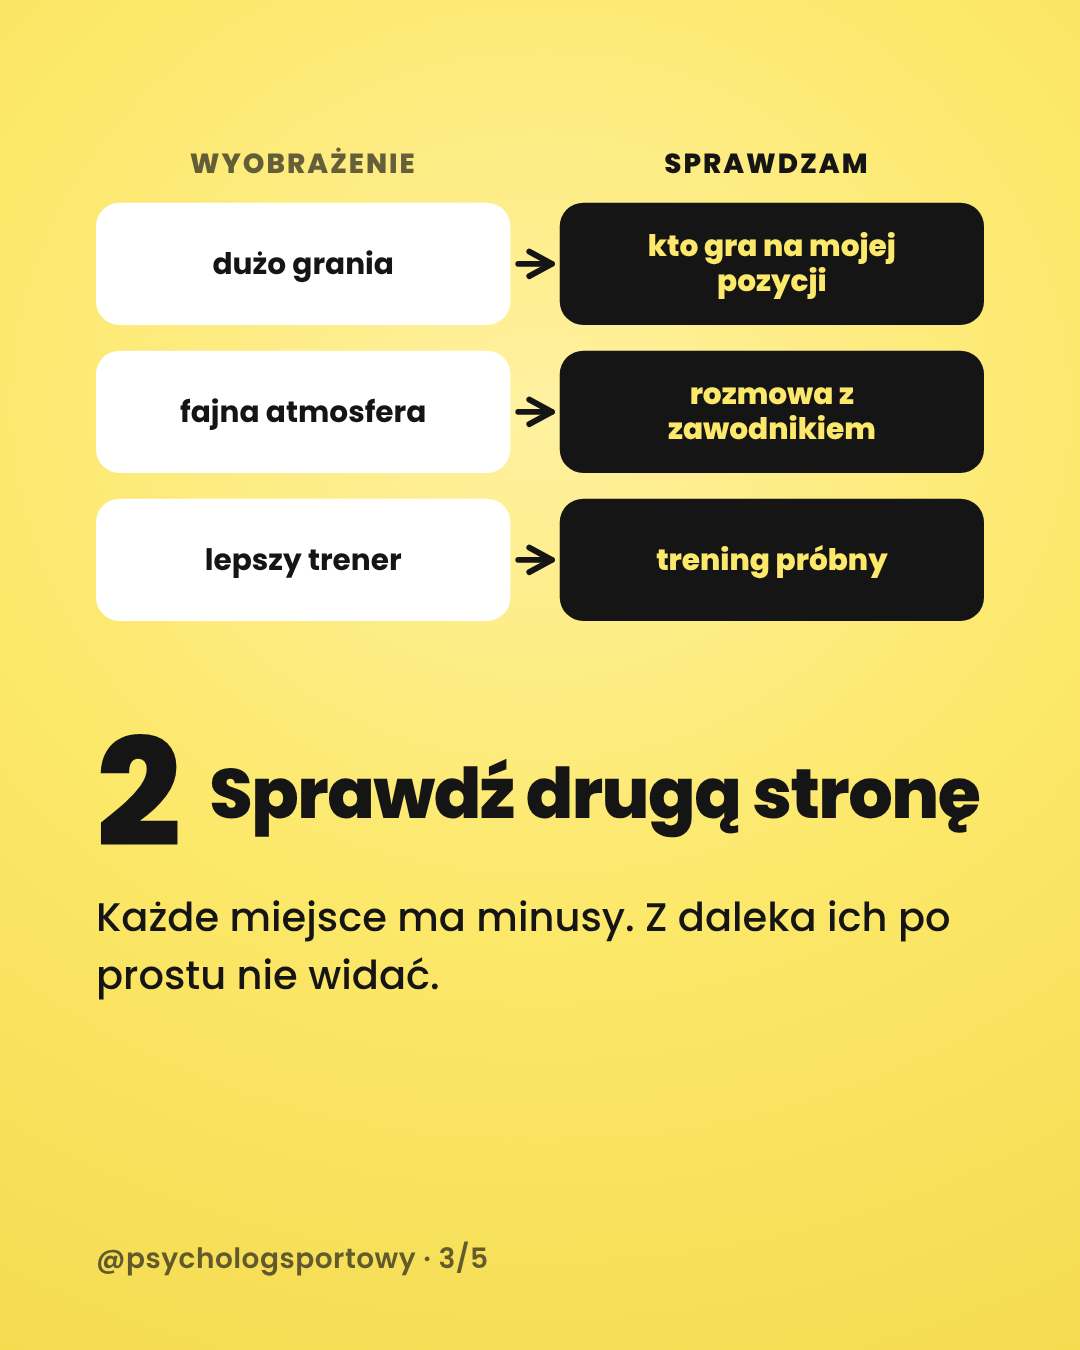 WYOBRAŻENIE
SPRAWDZAM
dużo grania
kto gra na mojej
pozycji
fajna atmosfera
rozmowa z
zawodnikiem
lepszy trener
trening próbny
2 Sprawdź drugą stronę
Każde miejsce ma minusy. Z daleka ich po
prostu nie widać.
@psychologsportowy · 3/5